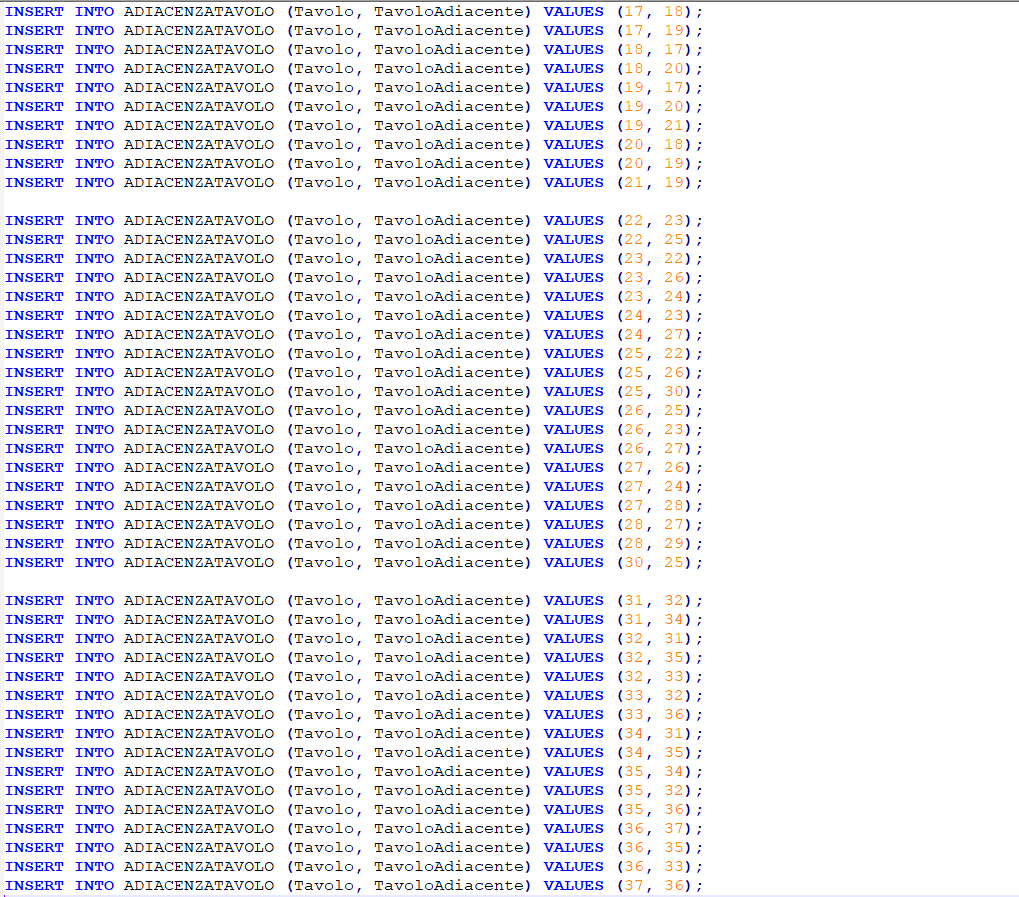 INSERT INTO ADIACENZATAVOLO (Tavolo, TavoloAdiacente) VALUES (17, 18);
INSERT INTO ADIACENZATAVOLO (Tavolo, TavoloAdiacente) VALUES (17, 19);
INSERT INTO ADIACENZATAVOLO (Tavolo, TavoloAdiacente) VALUES (18, 17);
INSERT INTO ADIACENZATAVOLO (Tavolo, TavoloAdiacente) VALUES (18, 20);
INSERT INTO ADIACENZATAVOLO (Tavolo, TavoloAdiacente) VALUES (19, 17);
INSERT INTO ADIACENZATAVOLO (Tavolo, TavoloAdiacente) VALUES (19, 20);
INSERT INTO ADIACENZATAVOLO (Tavolo, TavoloAdiacente) VALUES (19, 21);
INSERT INTO ADIACENZATAVOLO (Tavolo, TavoloAdiacente) VALUES (20, 18);
INSERT INTO ADIACENZATAVOLO (Tavolo, TavoloAdiacente) VALUES (20, 19);
INSERT INTO ADIACENZATAVOLO (Tavolo, TavoloAdiacente) VALUES (21, 19);
INSERT INTO ADIACENZATAVOLO (Tavolo, TavoloAdiacente) VALUES (22, 23);
INSERT INTO ADIACENZATAVOLO (Tavolo, TavoloAdiacente) VALUES (22, 25);
INSERT INTO ADIACENZATAVOLO (Tavolo, TavoloAdiacente) VALUES (23, 22);
INSERT INTO ADIACENZATAVOLO (Tavolo, TavoloAdiacente) VALUES (23, 26);
INSERT INTO ADIACENZATAVOLO (Tavolo, TavoloAdiacente) VALUES (23, 24);
INSERT INTO ADIACENZATAVOLO (Tavolo, TavoloAdiacente) VALUES (24, 23);
INSERT INTO ADIACENZATAVOLO (Tavolo, TavoloAdiacente) VALUES (24, 27);
INSERT INTO ADIACENZATAVOLO (Tavolo, TavoloAdiacente) VALUES (25, 22);
INSERT INTO ADIACENZATAVOLO (Tavolo, TavoloAdiacente) VALUES (25, 26);
INSERT INTO ADIACENZATAVOLO (Tavolo, TavoloAdiacente) VALUES (25, 30);
INSERT INTO ADIACENZATAVOLO (Tavolo, TavoloAdiacente) VALUES (26, 25);
INSERT INTO ADIACENZATAVOLO (Tavolo, TavoloAdiacente) VALUES (26, 23);
INSERT INTO ADIACENZATAVOLO (Tavolo, TavoloAdiacente) VALUES (26, 27);
INSERT INTO ADIACENZATAVOLO (Tavolo, TavoloAdiacente) VALUES (27, 26);
INSERT INTO ADIACENZATAVOLO (Tavolo, TavoloAdiacente) VALUES (27, 24);
INSERT INTO ADIACENZATAVOLO (Tavolo, TavoloAdiacente) VALUES (27, 28);
INSERT INTO ADIACENZATAVOLO (Tavolo, TavoloAdiacente) VALUES (28, 27);
INSERT INTO ADIACENZATAVOLO (Tavolo, TavoloAdiacente) VALUES (28, 29);
INSERT INTO ADIACENZATAVOLO (Tavolo, TavoloAdiacente) VALUES (30, 25);
INSERT INTO ADIACENZATAVOLO (Tavolo, TavoloAdiacente) VALUES (31, 32);
INSERT INTO ADIACENZATAVOLO (Tavolo, TavoloAdiacente) VALUES (31, 34);
INSERT INTO ADIACENZATAVOLO (Tavolo, TavoloAdiacente) VALUES (32, 31);
INSERT INTO ADIACENZATAVOLO (Tavolo, TavoloAdiacente) VALUES (32, 35);
INSERT INTO ADIACENZATAVOLO (Tavolo, TavoloAdiacente) VALUES (32, 33);
INSERT INTO ADIACENZATAVOLO (Tavolo, TavoloAdiacente) VALUES (33, 32);
INSERT INTO ADIACENZATAVOLO (Tavolo, TavoloAdiacente) VALUES (33, 36);
INSERT INTO ADIACENZATAVOLO (Tavolo, TavoloAdiacente) VALUES (34, 31);
INSERT INTO ADIACENZATAVOLO (Tavolo, TavoloAdiacente) VALUES (34, 35);
INSERT INTO ADIACENZATAVOLO (Tavolo, TavoloAdiacente) VALUES (35, 34);
INSERT INTO ADIACENZATAVOLO (Tavolo, TavoloAdiacente) VALUES (35, 32);
INSERT INTO ADIACENZATAVOLO (Tavolo, TavoloAdiacente) VALUES (35, 36);
INSERT INTO ADIACENZATAVOLO (Tavolo, TavoloAdiacente) VALUES (36, 37);
INSERT INTO ADIACENZATAVOLO (Tavolo, TavoloAdiacente) VALUES (36, 35);
INSERT INTO ADIACENZATAVOLO (Tavolo, TavoloAdiacente) VALUES (36, 33);
INSERT INTO ADIACENZATAVOLO (Tavolo, TavoloAdiacente) VALUES (37, 36);